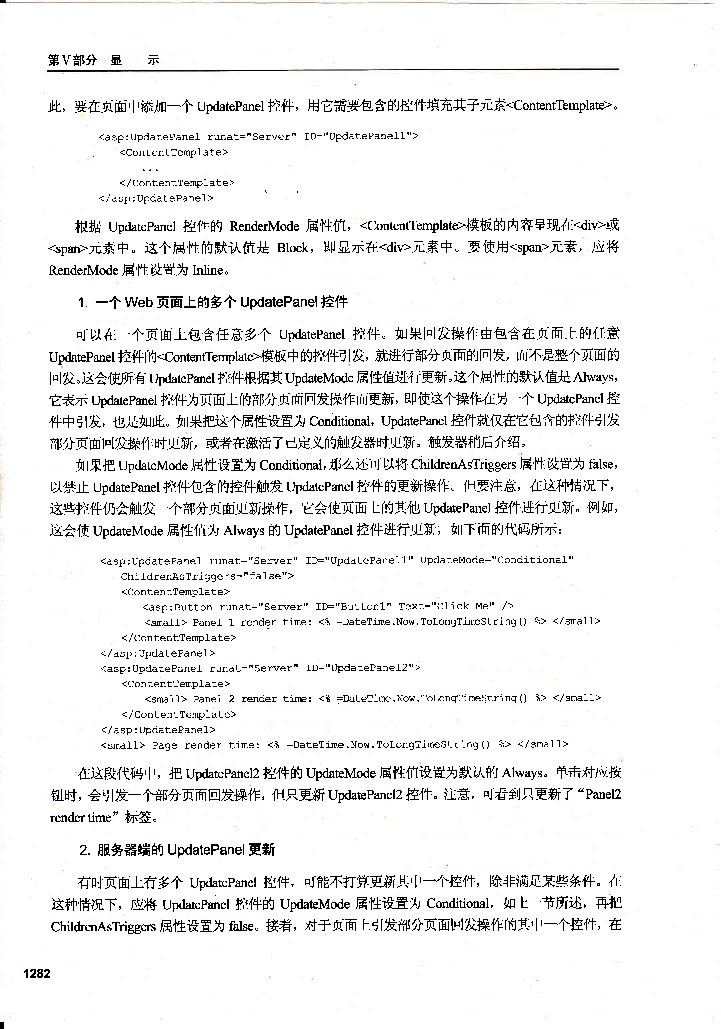 第Ⅴ部分 显 示
此，要在页面中添加一个 UpdatePanel 控件，用它需要包含的控件填充其子元素<ContentTemplate>。
<asp:UpdatePanel runat="Server" ID="UpdatePanel1">
<ContentTemplate>
...
</ContentTemplate>
</asp:UpdatePanel>
根据 UpdatePanel 控件的 RenderMode 属性值，<ContentTemplate>模板的内容呈现在<div>或
<span>元素中。这个属性的默认值是 Block，即显示在<div>元素中。要使用<span>元素，应将
RenderMode 属性设置为 Inline。
1. 一个 Web 页面上的多个 UpdatePanel 控件
可以在一个页面上包含任意多个 UpdatePanel 控件。如果回发操作由包含在页面上的任意
UpdatePanel 控件的<ContentTemplate>模板中的控件引发，就进行部分页面的回发，而不是整个页面的
回发。这会使所有 UpdatePanel 控件根据其 UpdateMode 属性值进行更新。这个属性的默认值是 Always，
它表示 UpdatePanel 控件为页面上的部分页面回发操作而更新，即使这个操作在另一个 UpdatePanel 控
件中引发，也是如此。如果把这个属性设置为 Conditional，UpdatePanel 控件就仅在它包含的控件引发
部分页面回发操作时更新，或者在激活了已定义的触发器时更新。触发器稍后介绍。
如果把 UpdateMode 属性设置为 Conditional，那么还可以将 ChildrenAsTriggers 属性设置为 false，
以禁止 UpdatePanel 控件包含的控件触发 UpdatePanel 控件的更新操作。但要注意，在这种情况下，
这些控件仍会触发一个部分页面更新操作，它会使页面上的其他 UpdatePanel 控件进行更新。例如，
这会使 UpdateMode 属性值为 Always 的 UpdatePanel 控件进行更新，如下面的代码所示：
<asp:UpdatePanel runat="Server" ID="UpdatePanel1" UpdateMode="Conditional"
ChildrenAsTriggers="false">
<ContentTemplate>
<asp:Button runat="Server" ID="Button1" Text="Click Me" />
<small> Panel 1 render time: <% =DateTime.Now.ToLongTimeString() %> </small>
</ContentTemplate>
</asp:UpdatePanel>
<asp:UpdatePanel runat="Server" ID="UpdatePanel2">
<ContentTemplate>
<small> Panel 2 render time: <% =DateTime.Now.ToLongTimeString() %> </small>
</ContentTemplate>
</asp:UpdatePanel>
<small> Page render time: <% =DateTime.Now.ToLongTimeString() %> </small>
在这段代码中，把 UpdatePanel2 控件的 UpdateMode 属性值设置为默认的 Always。单击对应按
钮时，会引发一个部分页面回发操作，但只更新 UpdatePanel2 控件。注意，可看到只更新了“Panel2
render time”标签。
2. 服务器端的 UpdatePanel 更新
有时页面上有多个 UpdatePanel 控件，可能不打算更新其中一个控件，除非满足某些条件。在
这种情况下，应将 UpdatePanel 控件的 UpdateMode 属性设置为 Conditional，如上一节所述，再把
ChildrenAsTriggers 属性设置为 false。接着，对于页面上引发部分页面回发操作的其中一个控件，在
1282